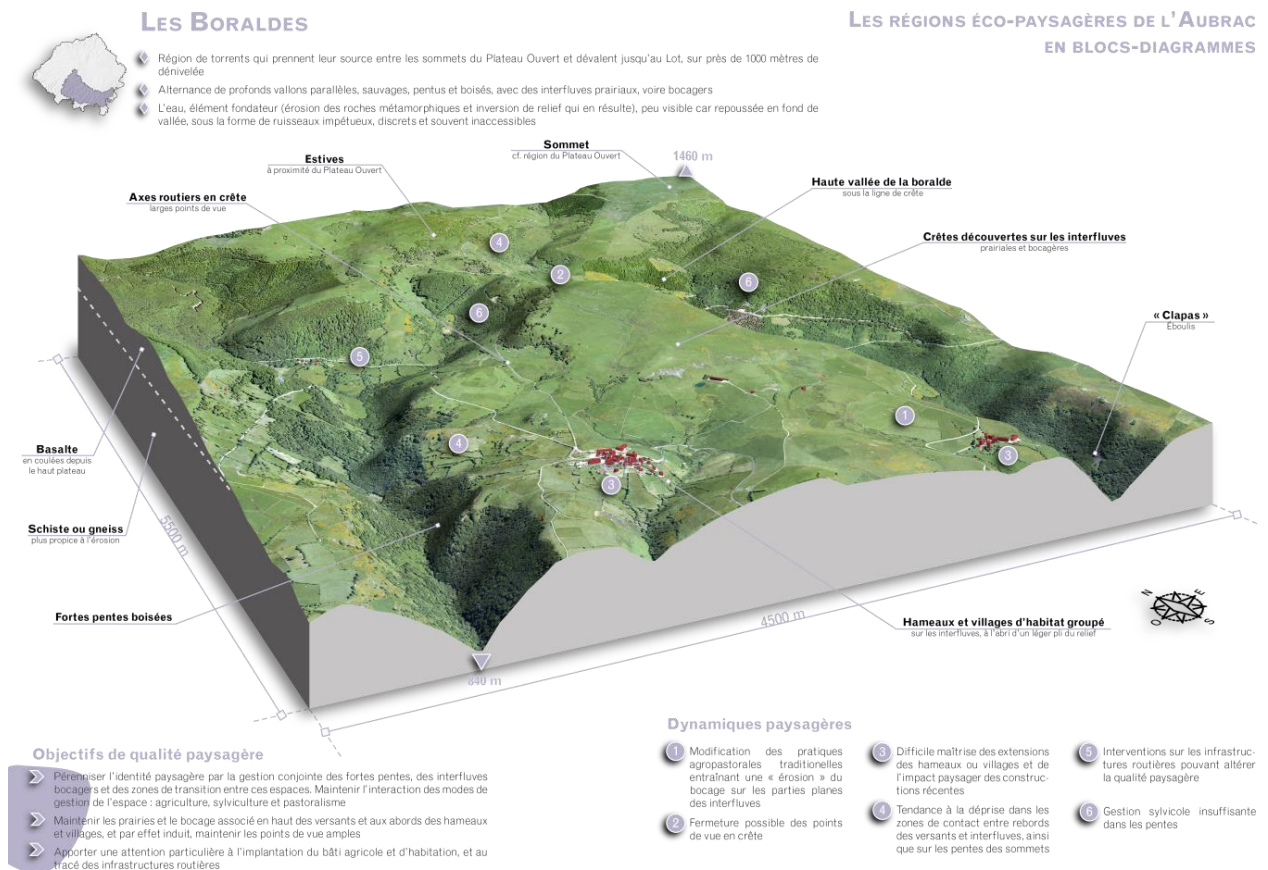 LES BORALDES
LES RÉGIONS ÉCO-PAYSAGÈRES DE L'AUBRAC
EN BLOCS-DIAGRAMMES
Région de torrents qui prennent leur source entre les sommets du Plateau Ouvert et dévalent jusqu'au Lot, sur près de 1000 mètres de
dénivelée
Alternance de profonds vallons parallèles, sauvages, pentus et boisés, avec des interfluves prairiaux, voire bocagers
L'eau, élément fondateur (érosion des roches métamorphiques et inversion de relief qui en résulte), peu visible car repoussée en fond de
vallée, sous la forme de ruisseaux impétueux, discrets et souvent inaccessibles
Sommet
cf. région du Plateau Ouvert
1460 m
Estives
à proximité du Plateau Ouvert
Haute vallée de la boralde
sous la ligne de crête
Axes routiers en crête
larges points de vue
Crêtes découvertes sur les interfluves
prairiales et bocagères
4
2
6
6
« Clapas »
Éboulis
5
1
4
3
3
Basalte
en coulées depuis
le haut plateau
Schiste ou gneiss
plus propice à l'érosion
5500 m
Fortes pentes boisées
4500 m
Hameaux et villages d'habitat groupé
sur les interfluves, à l'abri d'un léger pli du relief
N
E
O
S
840 m
Objectifs de qualité paysagère
Pérenniser l'identité paysagère par la gestion conjointe des fortes pentes, des interfluves
bocagers et des zones de transition entre ces espaces. Maintenir l'interaction des modes de
gestion de l'espace : agriculture, sylviculture et pastoralisme
Maintenir les prairies et le bocage associé en haut des versants et aux abords des hameaux
et villages, et par effet induit, maintenir les points de vue amples
Apporter une attention particulière à l'implantation du bâti agricole et d'habitation, et au
tracé des infrastructures routières
Dynamiques paysagères
1 Modification des pratiques
agropastorales traditionnelles
entraînant une « érosion » du
bocage sur les parties planes
des interfluves
2 Fermeture possible des points
de vue en crête
3 Difficile maîtrise des extensions
des hameaux ou villages et de
l'impact paysager des construc-
tions récentes
4 Tendance à la déprise dans les
zones de contact entre rebords
des versants et interfluves, ainsi
que sur les pentes des sommets
5 Interventions sur les infrastruc-
tures routières pouvant altérer
la qualité paysagère
6 Gestion sylvicole insuffisante
dans les pentes